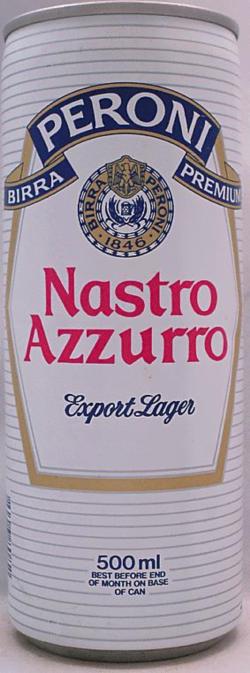 PERONI
BIRRA PREMIUM
BIRRA PERONI
1846
Nastro
Azzurro
Export Lager
500 ml
BEST BEFORE END
OF MONTH ON BASE
OF CAN